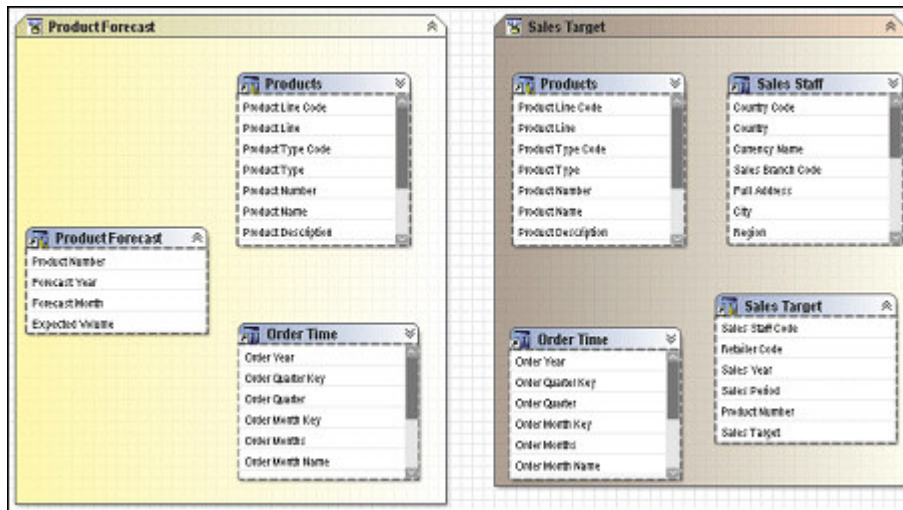 Product Forecast
Products
Product Line Code
Product Line
Product Type Code
Product Type
Product Number
Product Name
Product Description
Product Forecast
Product Number
Forecast Year
Forecast Month
Expected Volume
Order Time
Order Year
Order Quarter Key
Order Quarter
Order Month Key
Order Months
Order Month Name
Sales Target
Products
Product Line Code
Product Line
Product Type Code
Product Type
Product Number
Product Name
Product Description
Sales Staff
Country Code
Country
Currency Name
Sales Branch Code
Full Address
City
Region
Order Time
Order Year
Order Quarter Key
Order Quarter
Order Month Key
Order Months
Order Month Name
Sales Target
Sales Staff Code
Retailer Code
Sales Year
Sales Period
Product Number
Sales Target